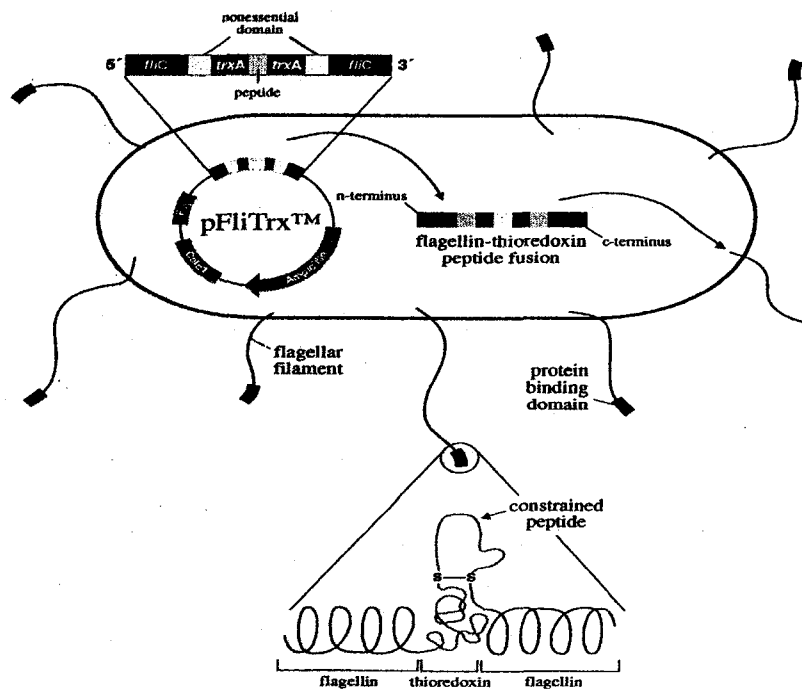 nonessential
domain
5´ fliC trxA trxA fliC 3´
peptide
pFliTrx™
n-terminus
flagellin-thioredoxin
peptide fusion
c-terminus
flagellar
filament
protein
binding
domain
constrained
peptide
S—S
flagellin thioredoxin flagellin